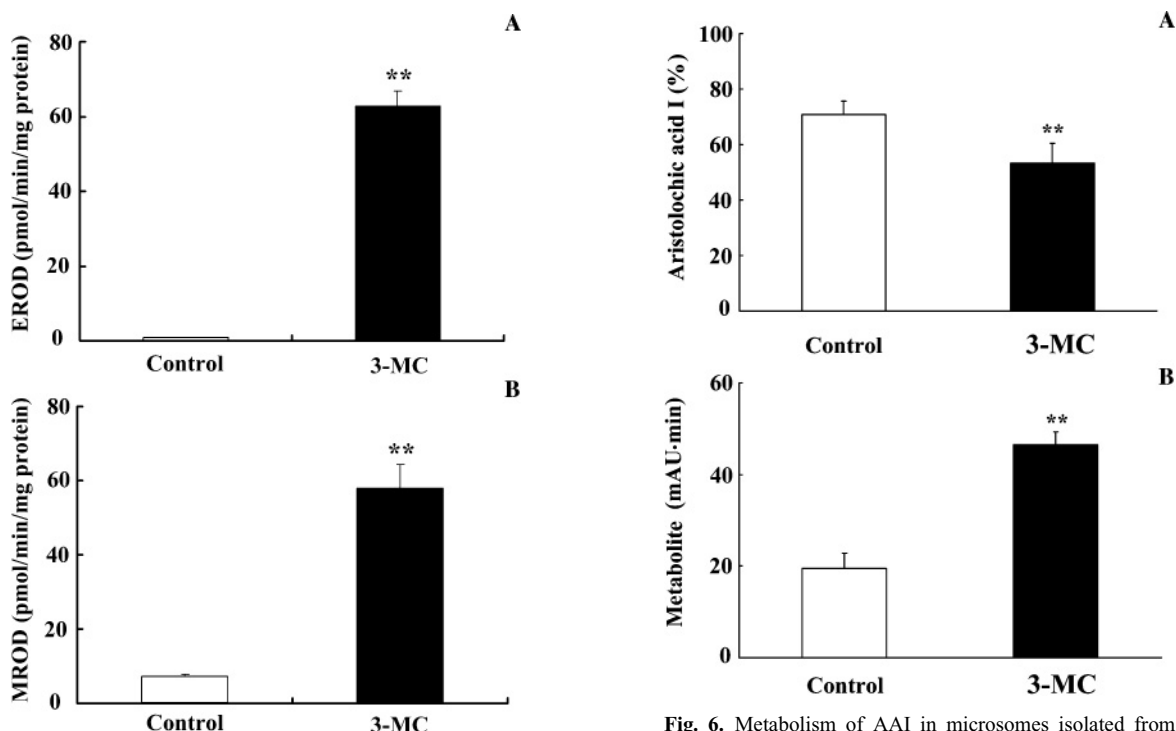 A
EROD (pmol/min/mg protein)
80
60
40
20
0
**
Control
3-MC
B
MROD (pmol/min/mg protein)
80
60
40
20
0
**
Control
3-MC
A
Aristolochic acid I (%)
100
80
60
40
20
0
**
Control
3-MC
B
Metabolite (mAU·min)
60
40
20
0
**
Control
3-MC
Fig. 6. Metabolism of AAI in microsomes isolated from